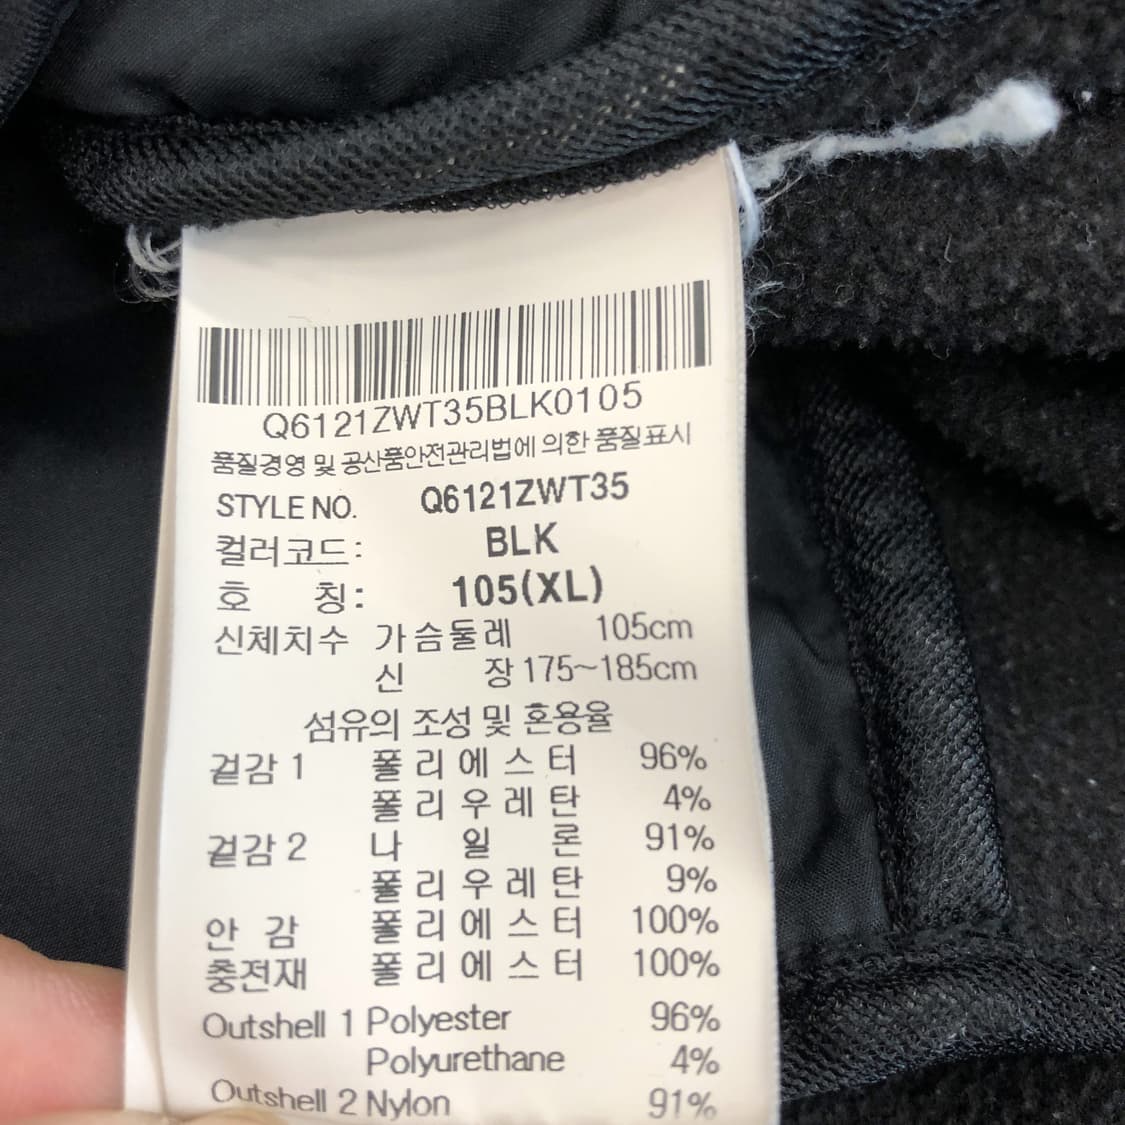 Q6121ZWT35BLK0105
품질경영 및 공산품안전관리법에 의한 품질표시
STYLE NO. Q6121ZWT35
컬러코드: BLK
호 칭: 105(XL)
신체치수 가슴둘레 105cm
신 장 175~185cm
섬유의 조성 및 혼용율
겉감 1 폴리에스터 96%
폴리우레탄 4%
겉감 2 나 일 론 91%
폴리우레탄 9%
안 감 폴리에스터 100%
충전재 폴리에스터 100%
Outshell 1 Polyester 96%
Polyurethane 4%
Outshell 2 Nylon 91%